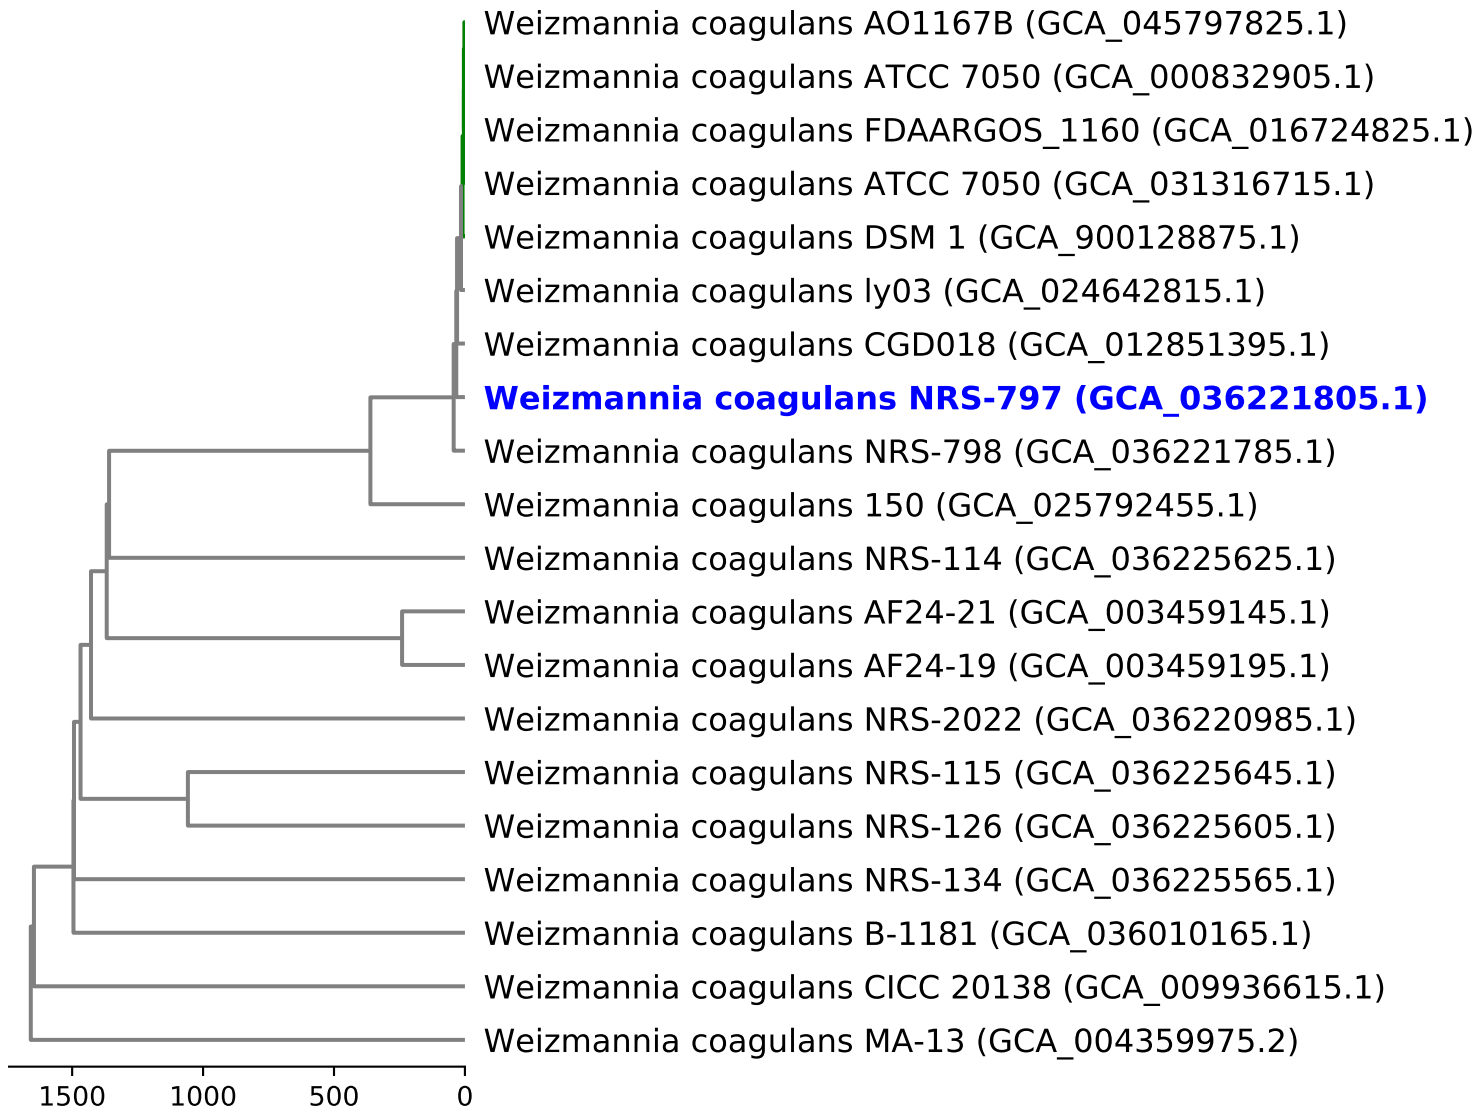 Weizmannia coagulans AO1167B (GCA_045797825.1)
Weizmannia coagulans ATCC 7050 (GCA_000832905.1)
Weizmannia coagulans FDAARGOS_1160 (GCA_016724825.1)
Weizmannia coagulans ATCC 7050 (GCA_031316715.1)
Weizmannia coagulans DSM 1 (GCA_900128875.1)
Weizmannia coagulans ly03 (GCA_024642815.1)
Weizmannia coagulans CGD018 (GCA_012851395.1)
Weizmannia coagulans NRS-797 (GCA_036221805.1)
Weizmannia coagulans NRS-798 (GCA_036221785.1)
Weizmannia coagulans 150 (GCA_025792455.1)
Weizmannia coagulans NRS-114 (GCA_036225625.1)
Weizmannia coagulans AF24-21 (GCA_003459145.1)
Weizmannia coagulans AF24-19 (GCA_003459195.1)
Weizmannia coagulans NRS-2022 (GCA_036220985.1)
Weizmannia coagulans NRS-115 (GCA_036225645.1)
Weizmannia coagulans NRS-126 (GCA_036225605.1)
Weizmannia coagulans NRS-134 (GCA_036225565.1)
Weizmannia coagulans B-1181 (GCA_036010165.1)
Weizmannia coagulans CICC 20138 (GCA_009936615.1)
Weizmannia coagulans MA-13 (GCA_004359975.2)
1500 1000 500 0